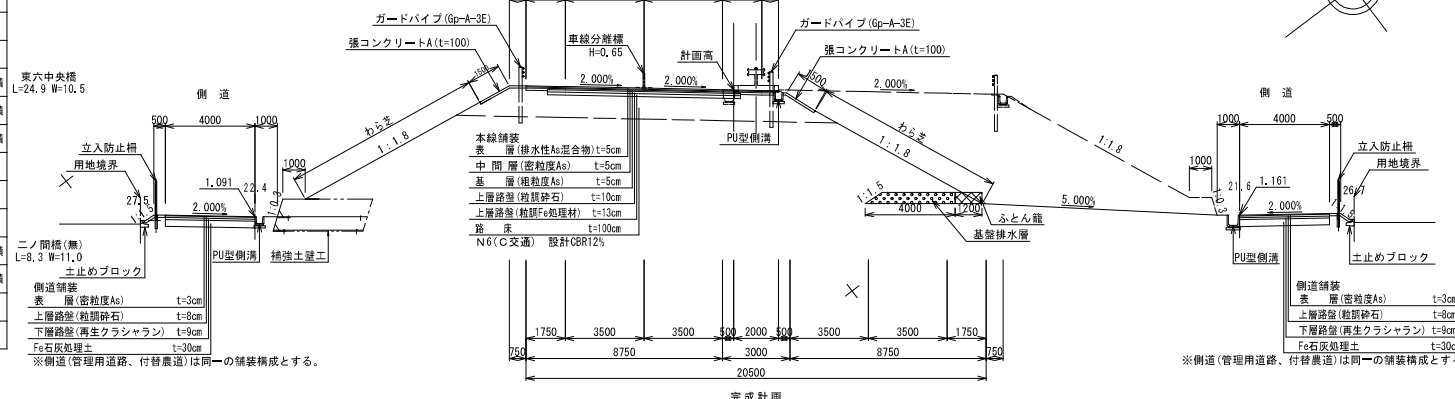 東六中央橋
L=24.9 W=10.5
二ノ間橋(無)
L=8.3 W=11.0
側 道
500 4000 1000
立入防止柵
用地境界
1.091
22.4
27.5
1:1.5
2.000%
1:0.3
1000
土止めブロック
PU型側溝
補強土壁工
側道舗装
表 層(密粒度As) t=3cm
上層路盤(粒調砕石) t=8cm
下層路盤(再生クラシャラン) t=9cm
Fe石灰処理土 t=30cm
※側道(管理用道路、付替農道)は同一の舗装構成とする。
ガードパイプ(Gp-A-3E)
張コンクリートA(t=100)
1500
わら芝
1:1.8
車線分離標
H=0.65
計画高
2.000% 2.000%
ガードパイプ(Gp-A-3E)
張コンクリートA(t=100)
1500
2.000%
PU型側溝
わら芝
1:1.8
本線舗装
表 層(排水性As混合物) t=5cm
中 間 層(密粒度As) t=5cm
基 層(粗粒度As) t=5cm
上層路盤(粒調砕石) t=10cm
上層路盤(粒調Fe処理材) t=13cm
路 床 t=100cm
N6(C交通) 設計CBR12%
1:1.5
4000 1200
ふとん籠
基盤排水層
5.000%
1:1.8
側 道
1000 4000 500
立入防止柵
用地境界
1000
1:0.3
21.6
1.161
26.7
2.000%
PU型側溝
土止めブロック
側道舗装
表 層(密粒度As) t=3cm
上層路盤(粒調砕石) t=8cm
下層路盤(再生クラシャラン) t=9cm
Fe石灰処理土 t=30c
※側道(管理用道路、付替農道)は同一の舗装構成とする
1750 3500 3500 500 2000 500 3500 3500 1750
750 8750 3000 8750 750
20500
完成計画